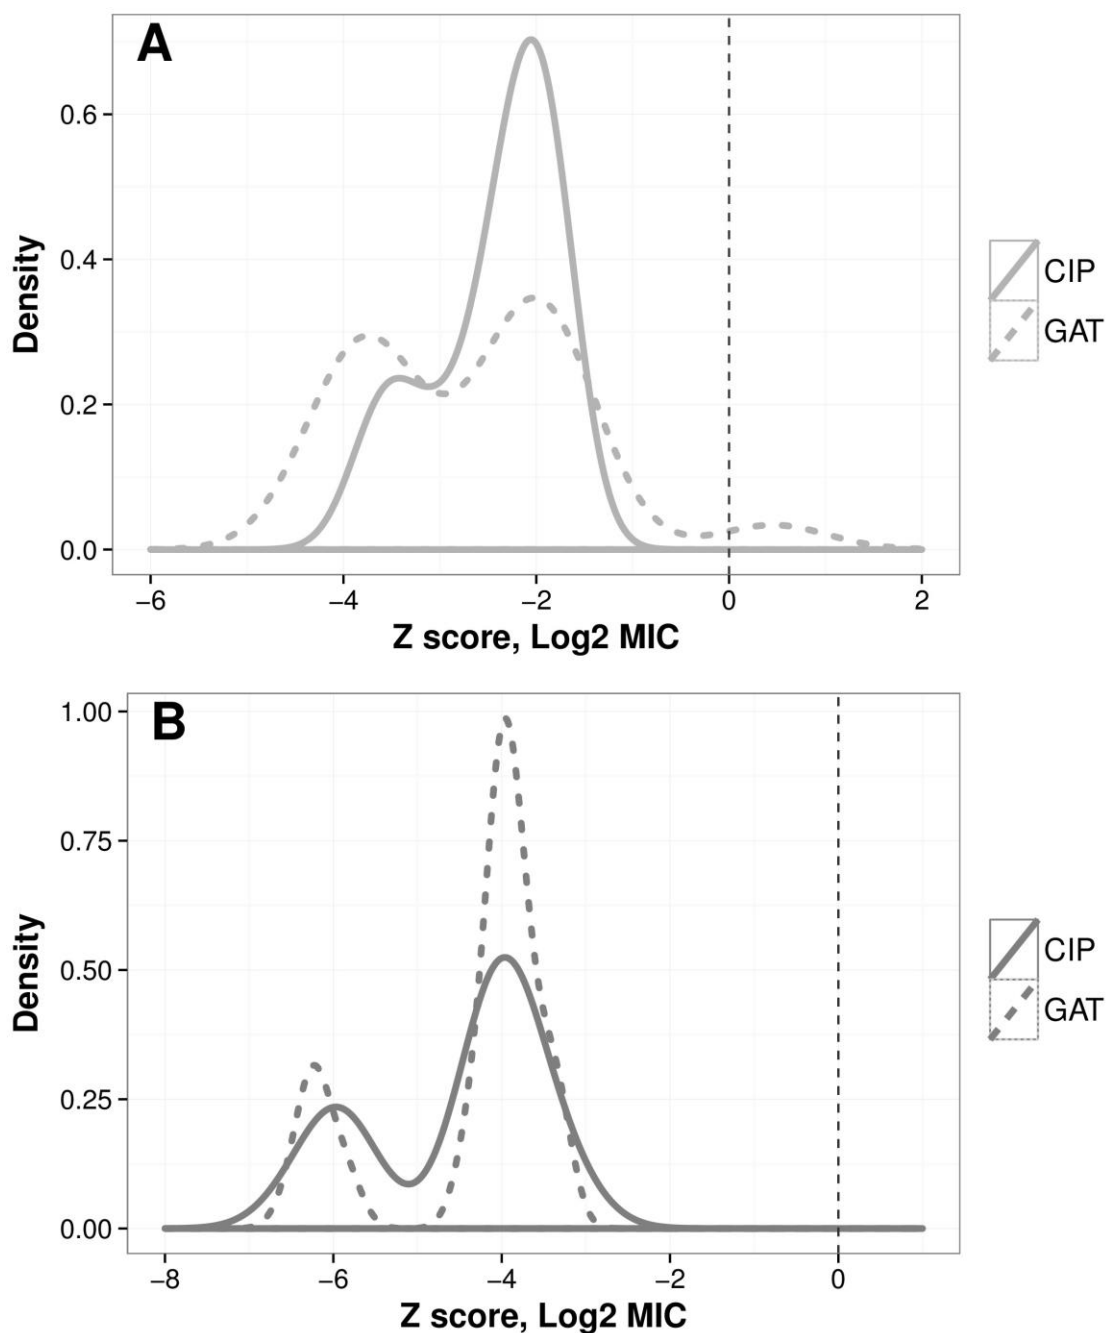 A
0.6
0.4
0.2
0.0
Density
−6 −4 −2 0 2
Z score, Log2 MIC
CIP
GAT
B
1.00
0.75
0.50
0.25
0.00
Density
−8 −6 −4 −2 0
Z score, Log2 MIC
CIP
GAT